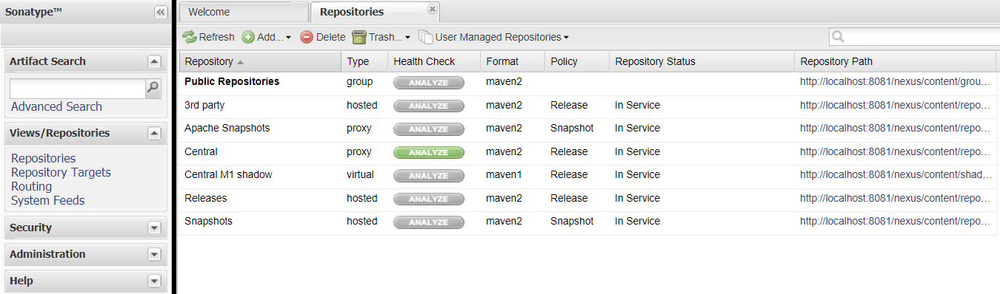 Sonatype™
Welcome
Repositories
Refresh Add... Delete Trash... User Managed Repositories
Artifact Search
Advanced Search
Views/Repositories
Repositories
Repository Targets
Routing
System Feeds
Security
Administration
Help
Repository Type Health Check Format Policy Repository Status Repository Path
Public Repositories group ANALYZE maven2 http://localhost:8081/nexus/content/grou...
3rd party hosted ANALYZE maven2 Release In Service http://localhost:8081/nexus/content/repo...
Apache Snapshots proxy ANALYZE maven2 Snapshot In Service http://localhost:8081/nexus/content/repo...
Central proxy ANALYZE maven2 Release In Service http://localhost:8081/nexus/content/repo...
Central M1 shadow virtual ANALYZE maven1 Release In Service http://localhost:8081/nexus/content/shad...
Releases hosted ANALYZE maven2 Release In Service http://localhost:8081/nexus/content/repo...
Snapshots hosted ANALYZE maven2 Snapshot In Service http://localhost:8081/nexus/content/repo...